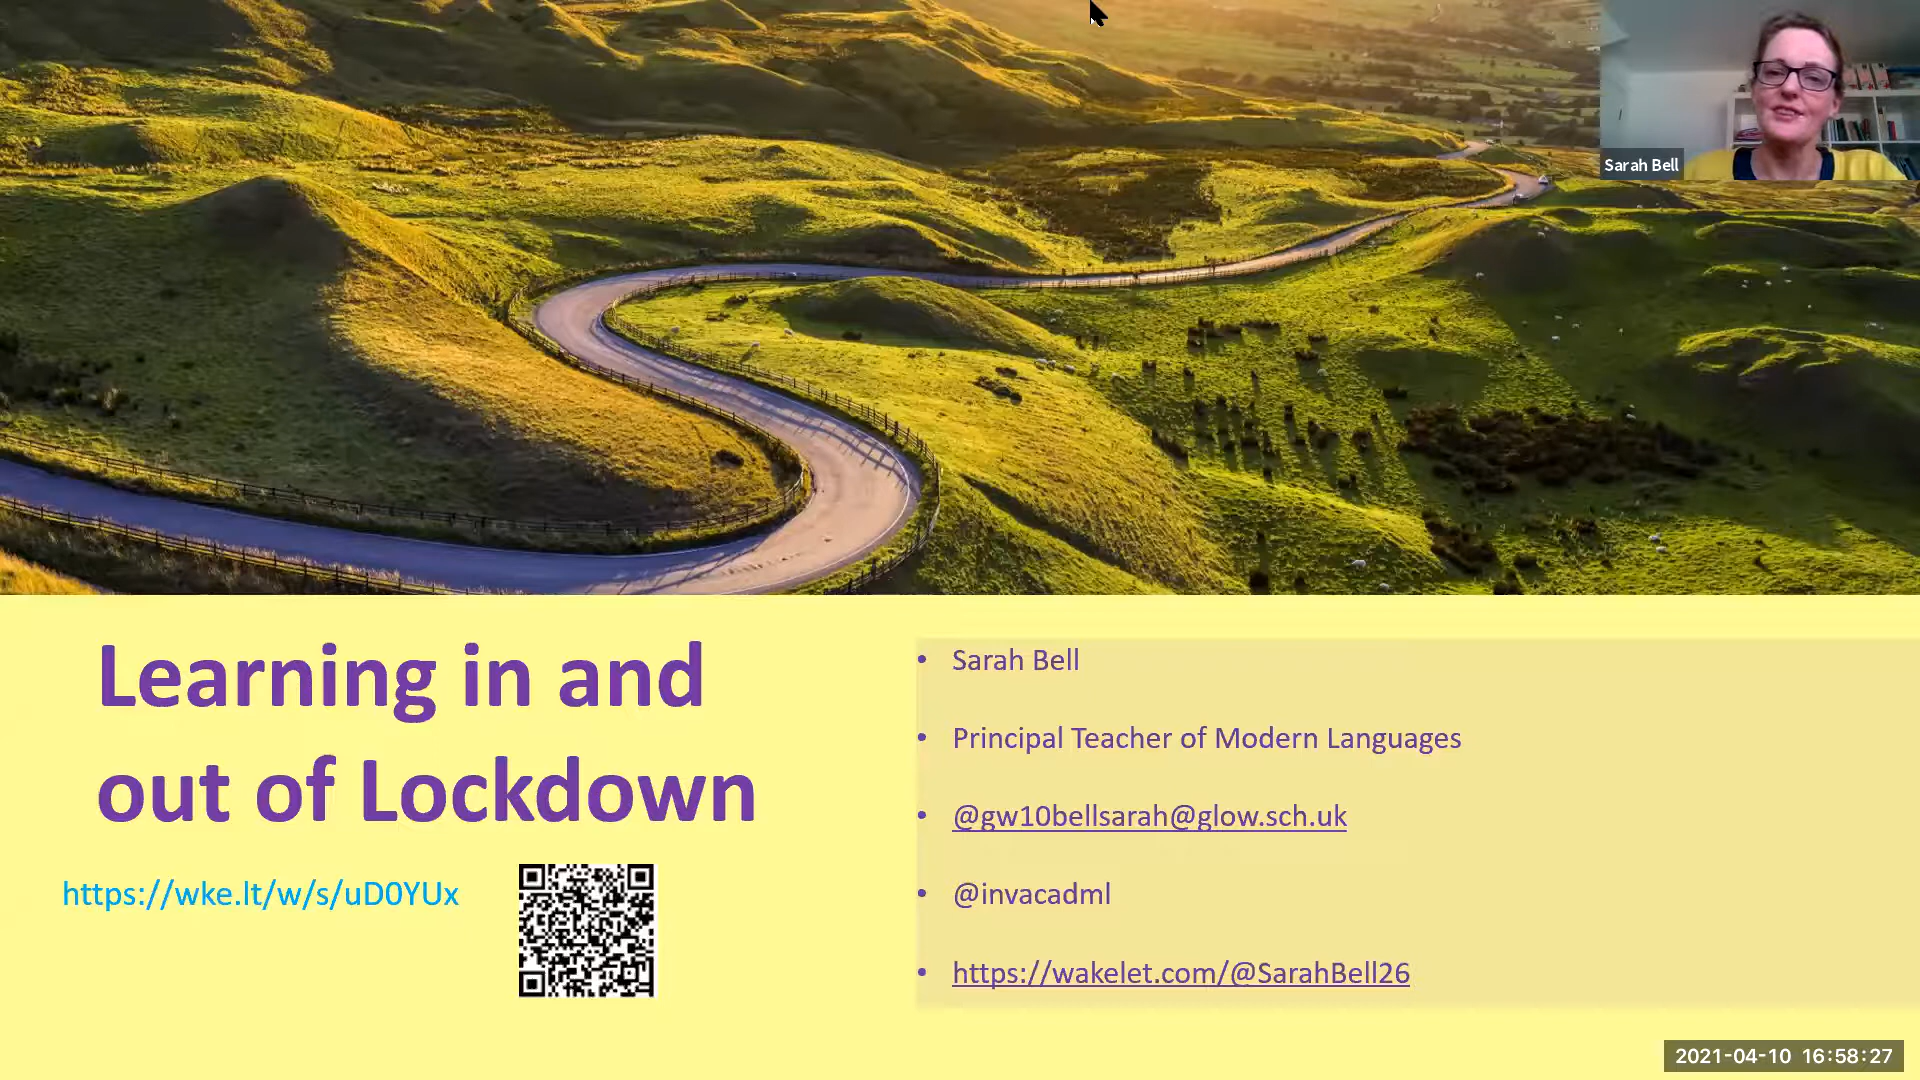 Sarah Bell
Learning in and
out of Lockdown
https://wke.lt/w/s/uD0YUx
• Sarah Bell
• Principal Teacher of Modern Languages
• @gw10bellsarah@glow.sch.uk
• @invacadml
• https://wakelet.com/@SarahBell26
2021-04-10 16:58:27